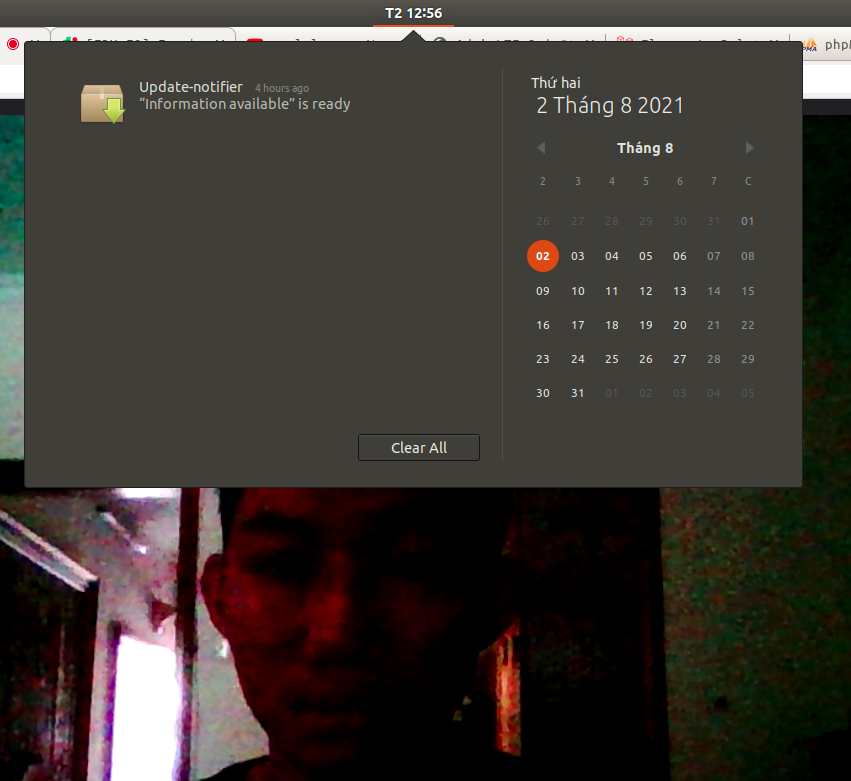 T2 12:56
Update-notifier 4 hours ago
“Information available” is ready
Clear All
Thứ hai
2 Tháng 8 2021
Tháng 8
2 3 4 5 6 7 C
26 27 28 29 30 31 01
02 03 04 05 06 07 08
09 10 11 12 13 14 15
16 17 18 19 20 21 22
23 24 25 26 27 28 29
30 31 01 02 03 04 05